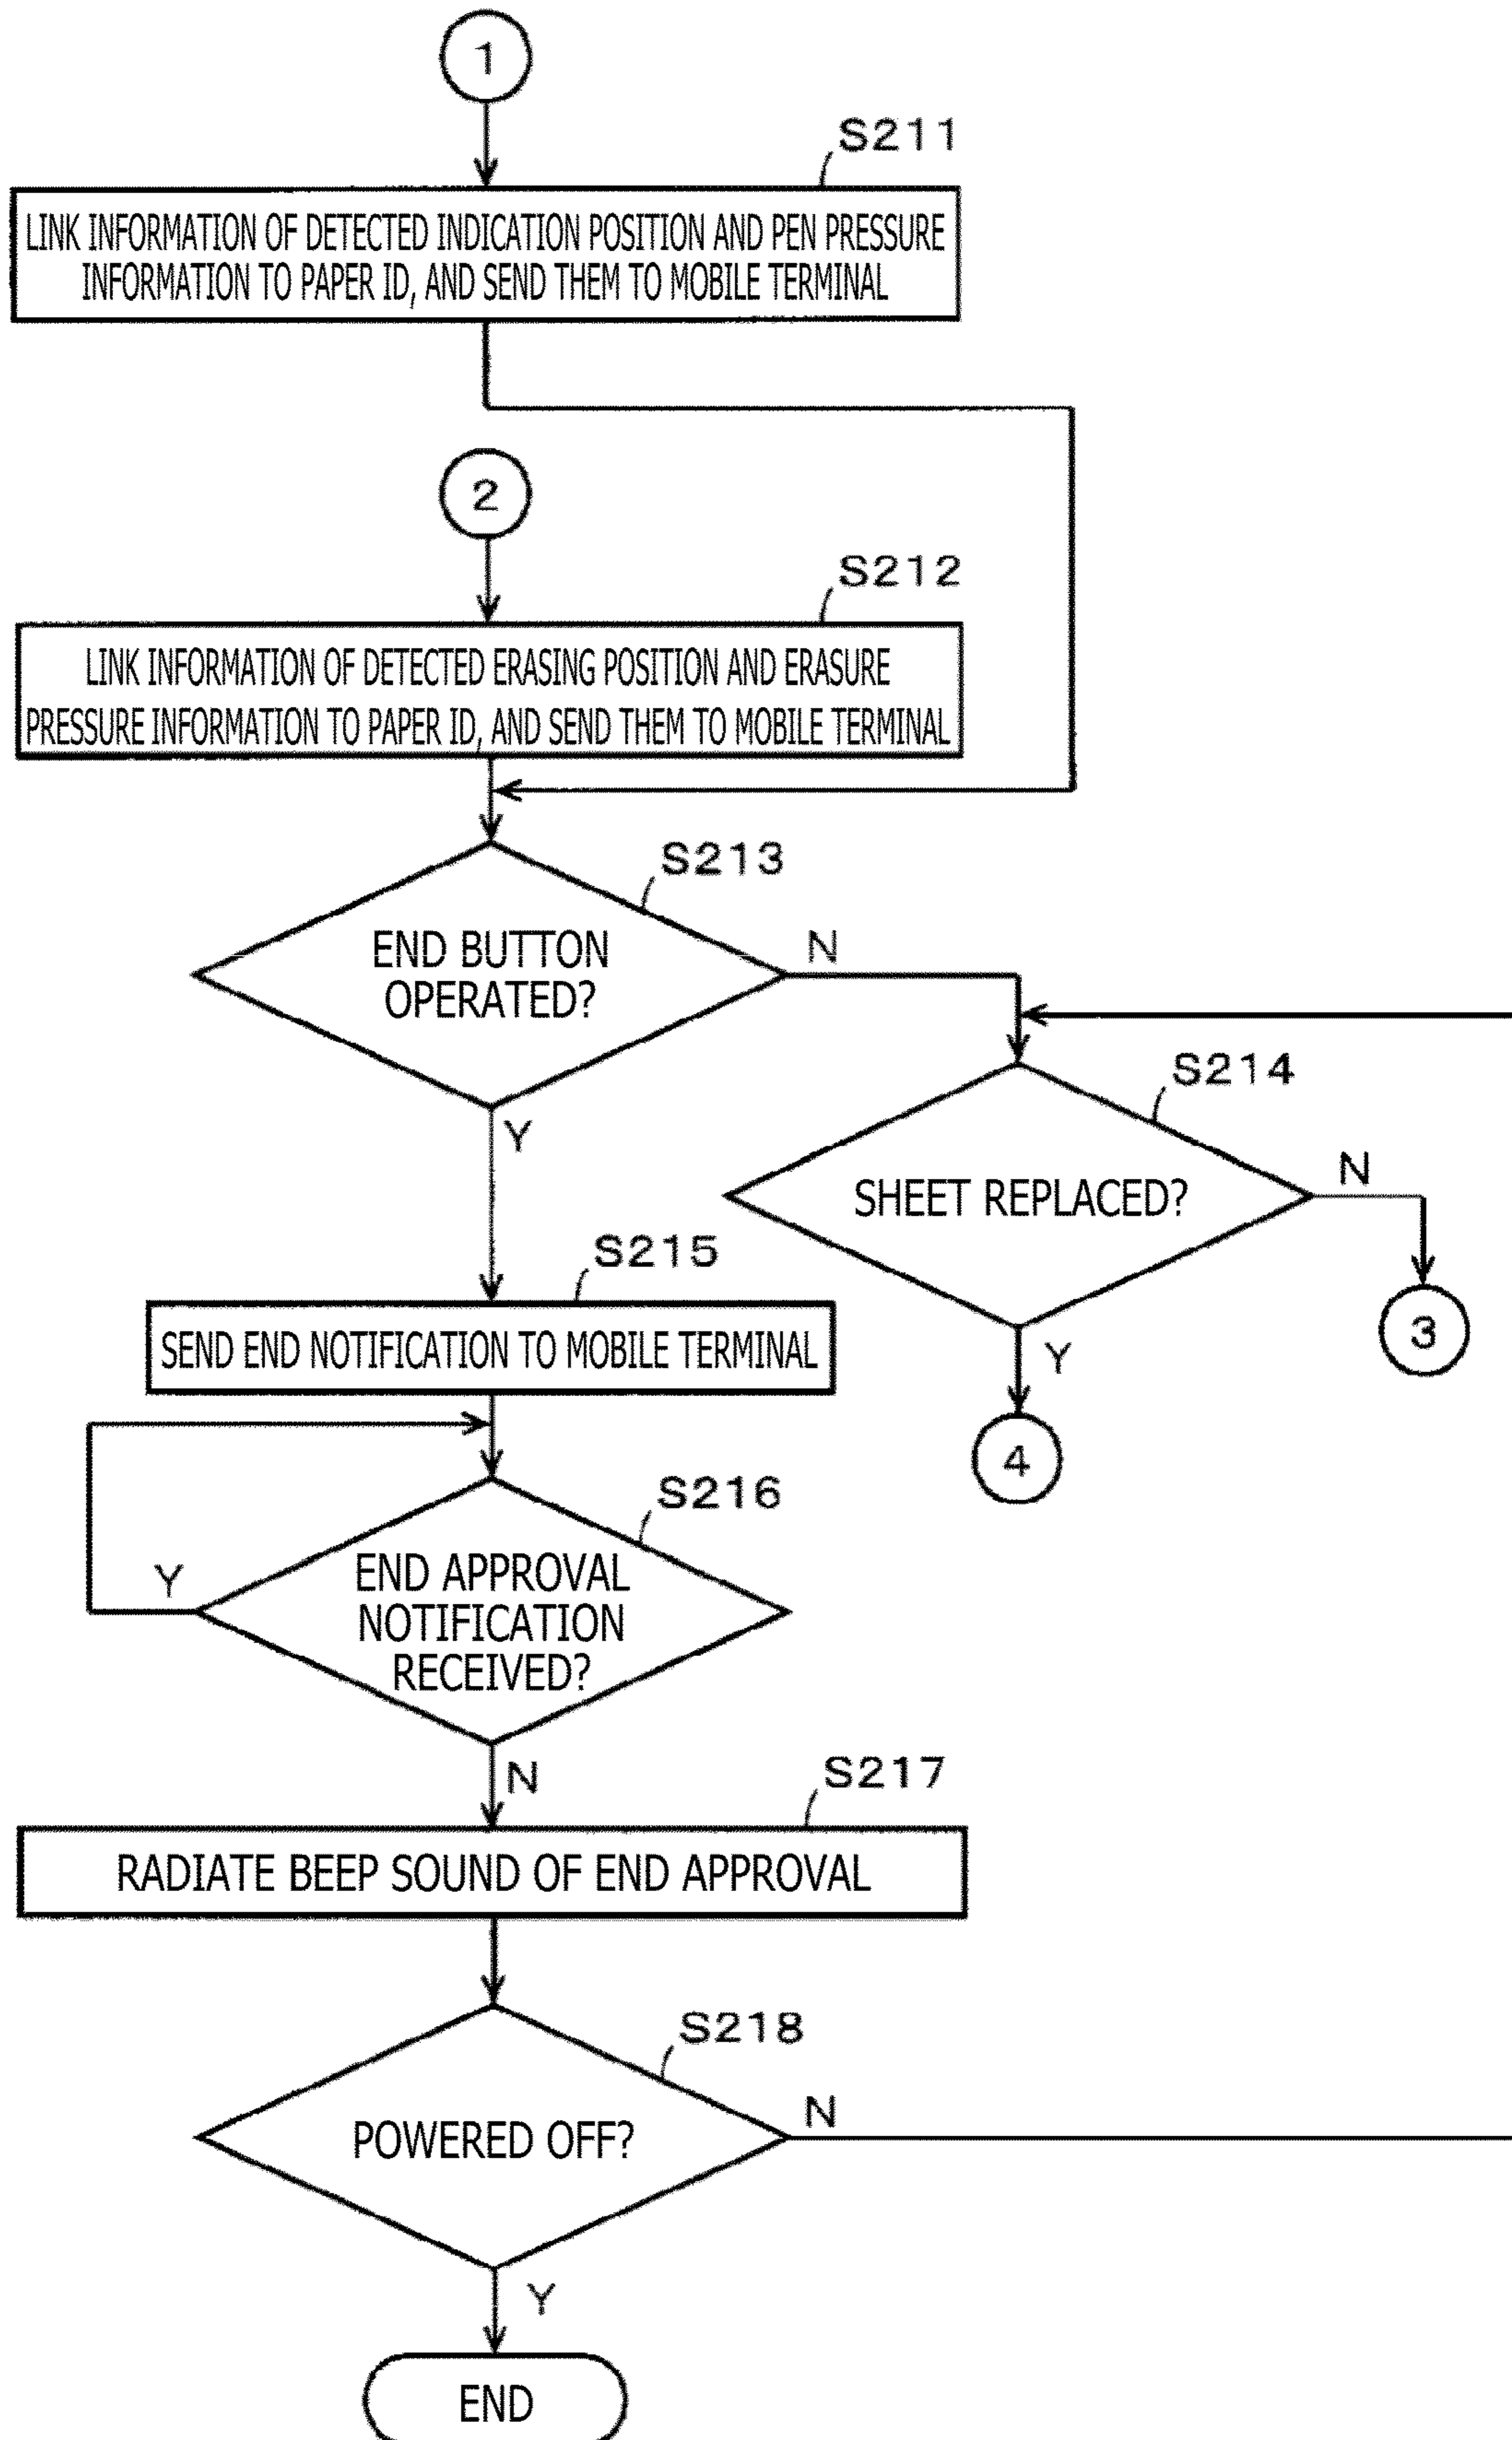 1
S211
LINK INFORMATION OF DETECTED INDICATION POSITION AND PEN PRESSURE
INFORMATION TO PAPER ID, AND SEND THEM TO MOBILE TERMINAL
2
S212
LINK INFORMATION OF DETECTED ERASING POSITION AND ERASURE
PRESSURE INFORMATION TO PAPER ID, AND SEND THEM TO MOBILE TERMINAL
S213
END BUTTON
OPERATED?
N
Y
S214
SHEET REPLACED?
N
3
Y
4
S215
SEND END NOTIFICATION TO MOBILE TERMINAL
S216
END APPROVAL
NOTIFICATION
RECEIVED?
Y
N
S217
RADIATE BEEP SOUND OF END APPROVAL
S218
POWERED OFF?
N
Y
END